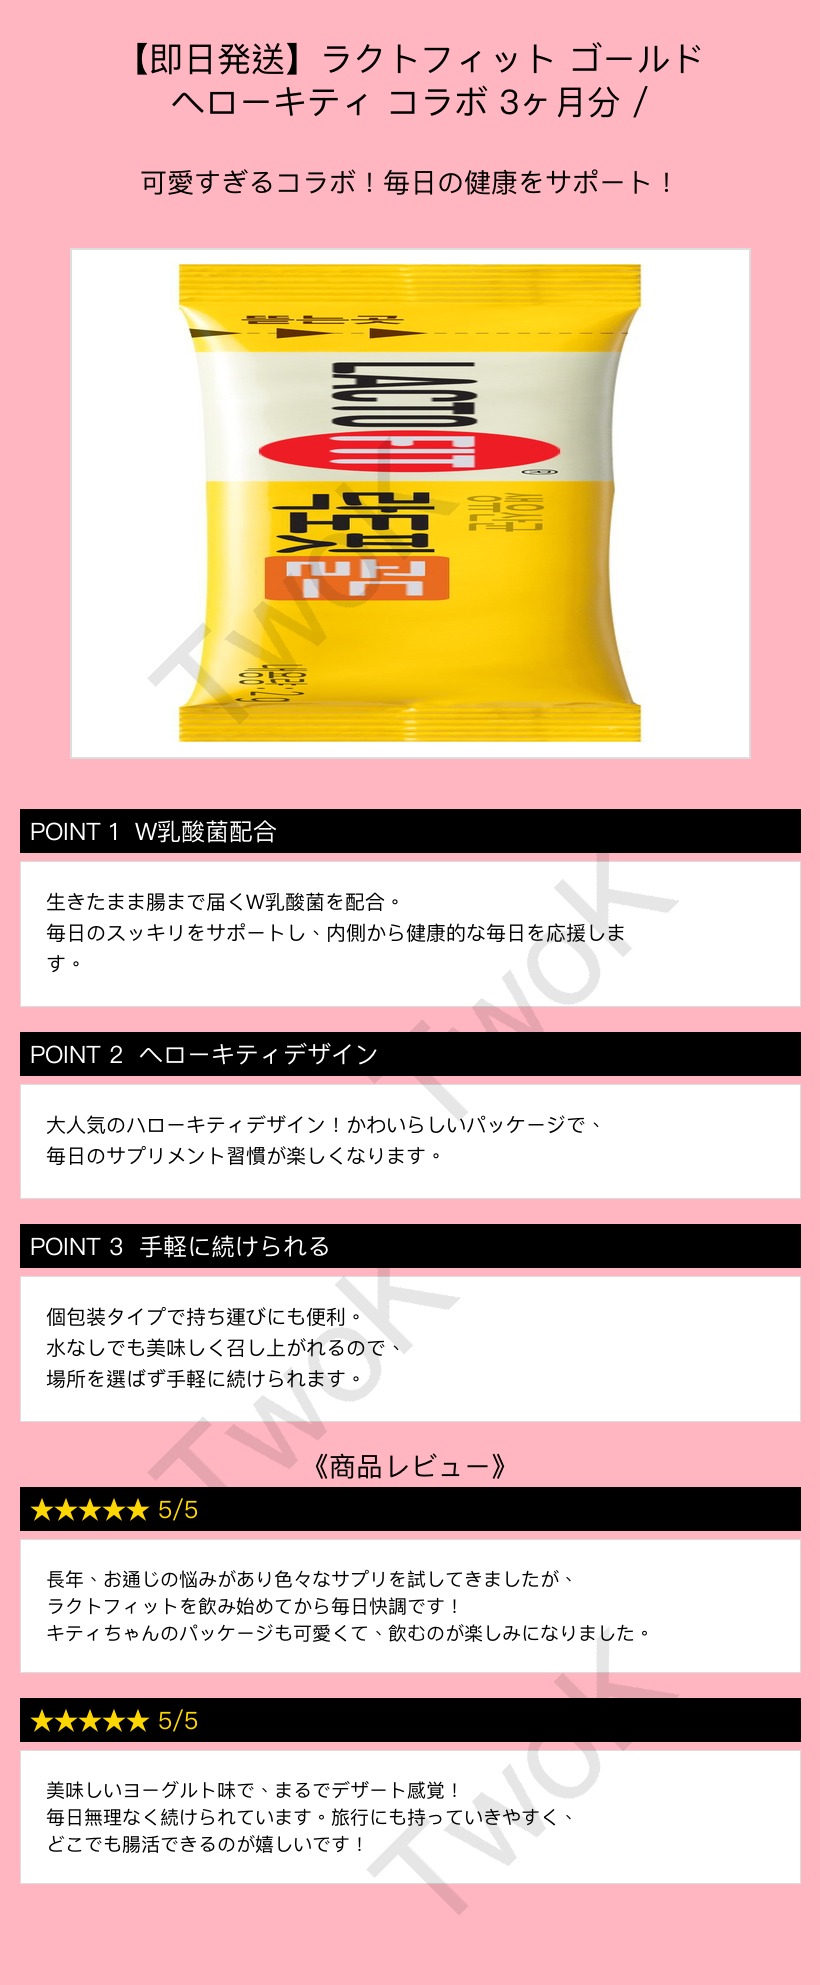 【即日発送】ラクトフィット ゴールド
ヘローキティ コラボ 3ヶ月分 /
可愛すぎるコラボ！毎日の健康をサポート！
뜯는곳
LACTO
FIT
®
락토핏
생유산균
골드
내용량:2g
TwoK
POINT 1 W乳酸菌配合
生きたまま腸まで届くW乳酸菌を配合。
毎日のスッキリをサポートし、内側から健康的な毎日を応援しま
す。
TwoK
POINT 2 ヘローキティデザイン
大人気のハローキティデザイン！かわいらしいパッケージで、
毎日のサプリメント習慣が楽しくなります。
POINT 3 手軽に続けられる
個包装タイプで持ち運びにも便利。
水なしでも美味しく召し上がれるので、
場所を選ばず手軽に続けられます。
TwoK
《商品レビュー》
★★★★★ 5/5
長年、お通じの悩みがあり色々なサプリを試してきましたが、
ラクトフィットを飲み始めてから毎日快調です！
キティちゃんのパッケージも可愛くて、飲むのが楽しみになりました。
★★★★★ 5/5
美味しいヨーグルト味で、まるでデザート感覚！
毎日無理なく続けられています。旅行にも持っていきやすく、
どこでも腸活できるのが嬉しいです！
TwoK